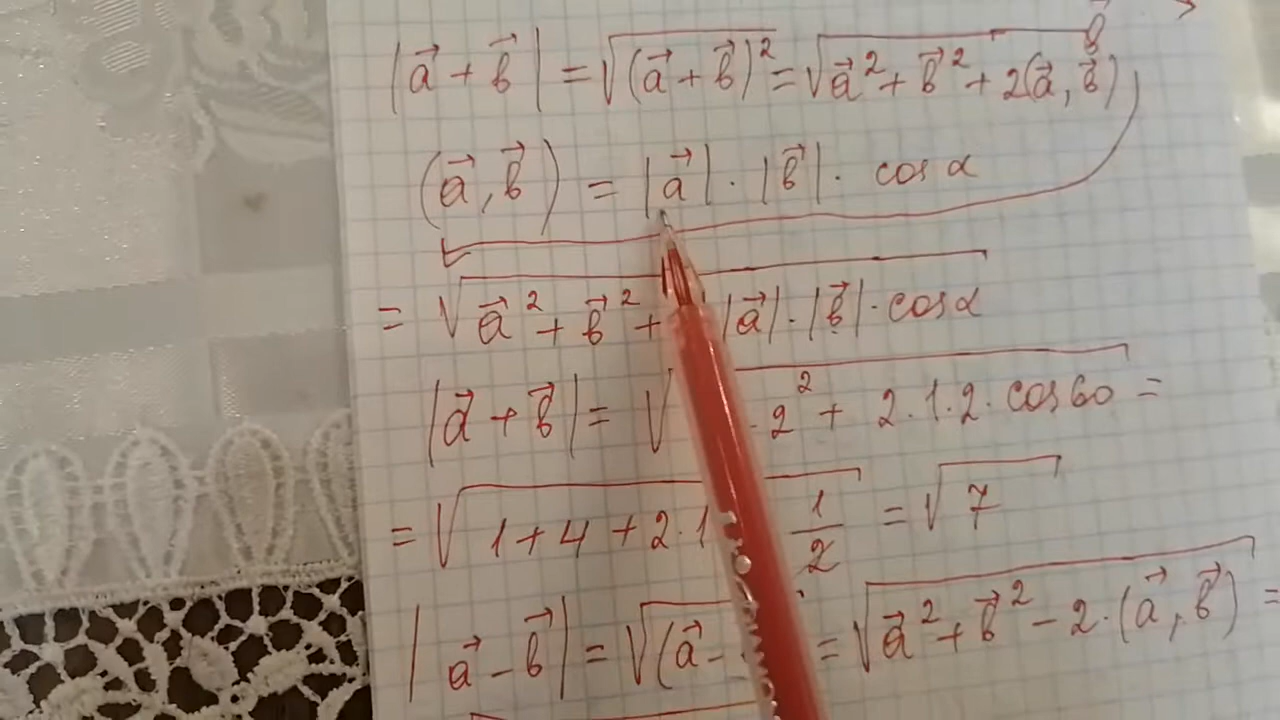 |a⃗ + b⃗| = √(a⃗ + b⃗)² = √a⃗² + b⃗² + 2(a⃗, b⃗)
(a⃗, b⃗) = |a⃗| · |b⃗| · cos α
= √a⃗² + b⃗² + |a⃗| · |b⃗| · cos α
|a⃗ + b⃗| = √ 2² + 2 · 1 · 2 · cos 60 =
= √1 + 4 + 2 · 1 1/2 = √7
|a⃗ − b⃗| = √(a⃗ − = √a⃗² + b⃗² − 2 · (a⃗, b⃗) =